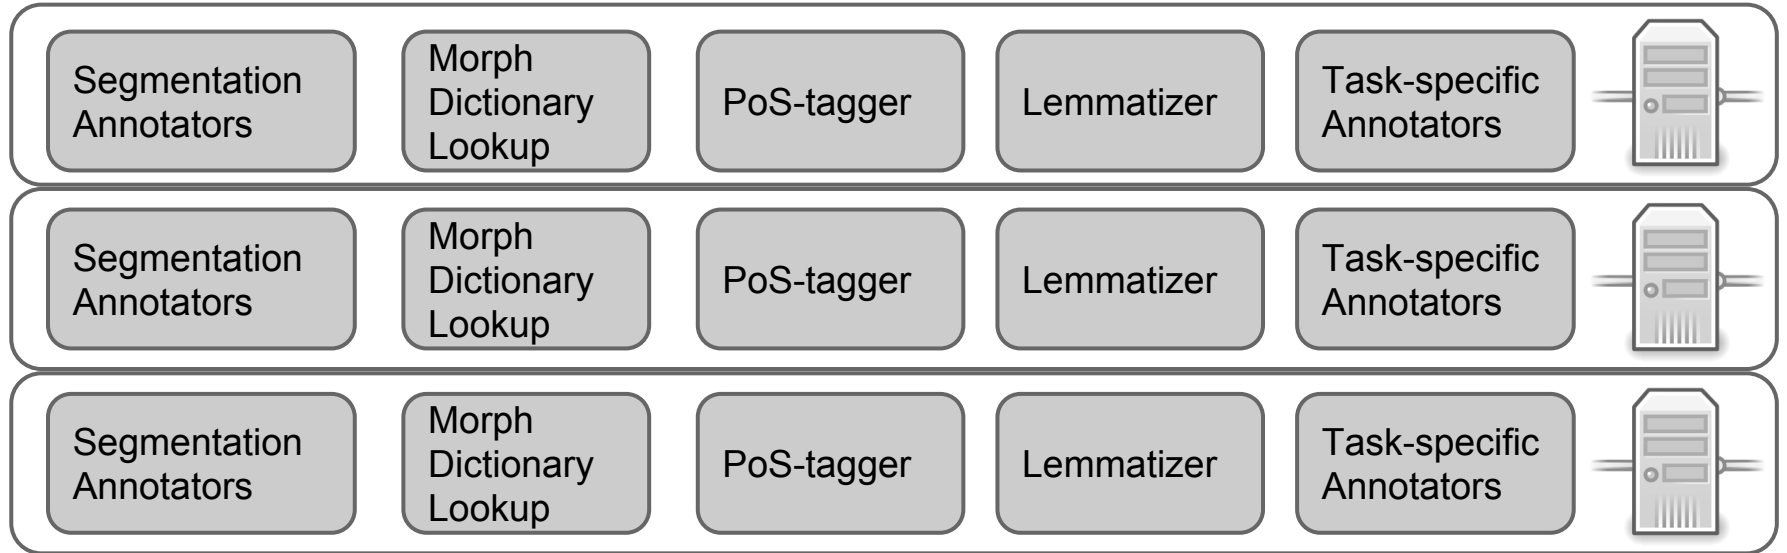 Segmentation
Annotators
Morph
Dictionary
Lookup
PoS-tagger
Lemmatizer
Task-specific
Annotators
Segmentation
Annotators
Morph
Dictionary
Lookup
PoS-tagger
Lemmatizer
Task-specific
Annotators
Segmentation
Annotators
Morph
Dictionary
Lookup
PoS-tagger
Lemmatizer
Task-specific
Annotators